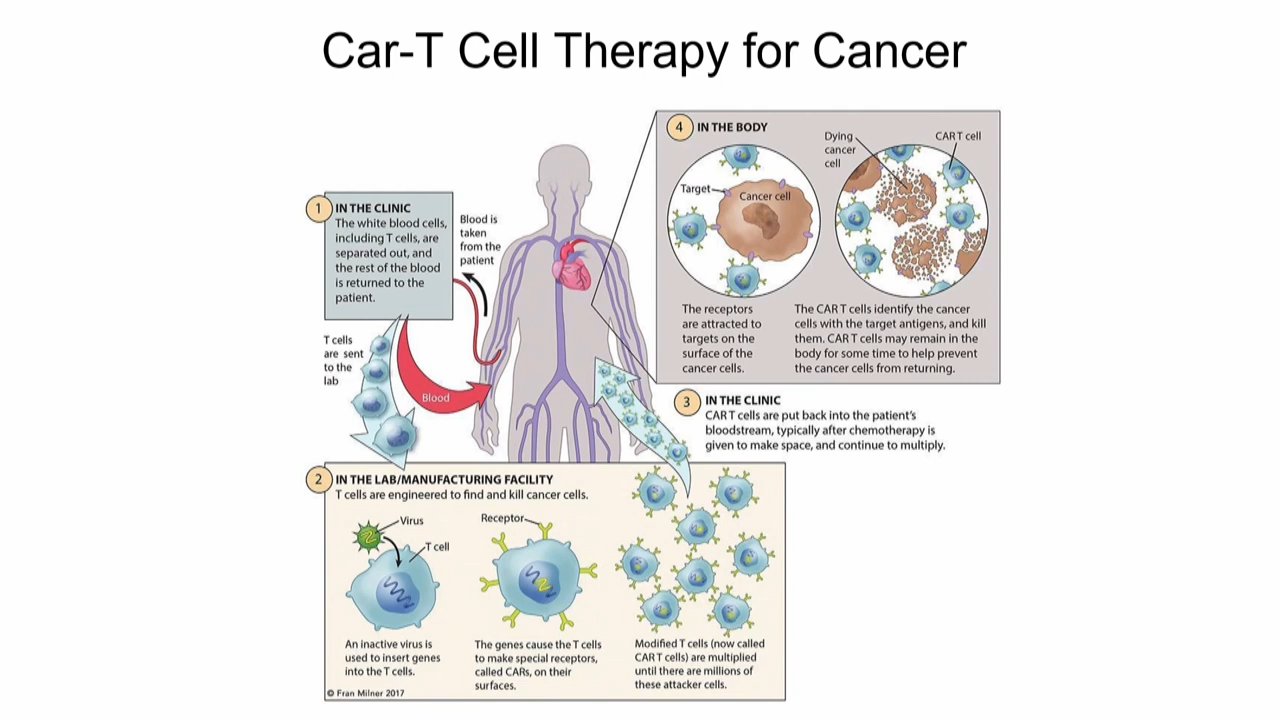 Car-T Cell Therapy for Cancer
1 IN THE CLINIC
The white blood cells,
including T cells, are
separated out, and
the rest of the blood
is returned to the
patient.
Blood is
taken
from the
patient
T cells
are sent
to the
lab
Blood
2 IN THE LAB/MANUFACTURING FACILITY
T cells are engineered to find and kill cancer cells.
Virus
T cell
An inactive virus is
used to insert genes
into the T cells.
Receptor
The genes cause the T cells
to make special receptors,
called CARs, on their
surfaces.
Modified T cells (now called
CAR T cells) are multiplied
until there are millions of
these attacker cells.
© Fran Milner 2017
3 IN THE CLINIC
CAR T cells are put back into the patient's
bloodstream, typically after chemotherapy is
given to make space, and continue to multiply.
4 IN THE BODY
Target
Cancer cell
The receptors
are attracted to
targets on the
surface of the
cancer cells.
Dying
cancer
cell
CAR T cell
The CAR T cells identify the cancer
cells with the target antigens, and kill
them. CAR T cells may remain in the
body for some time to help prevent
the cancer cells from returning.